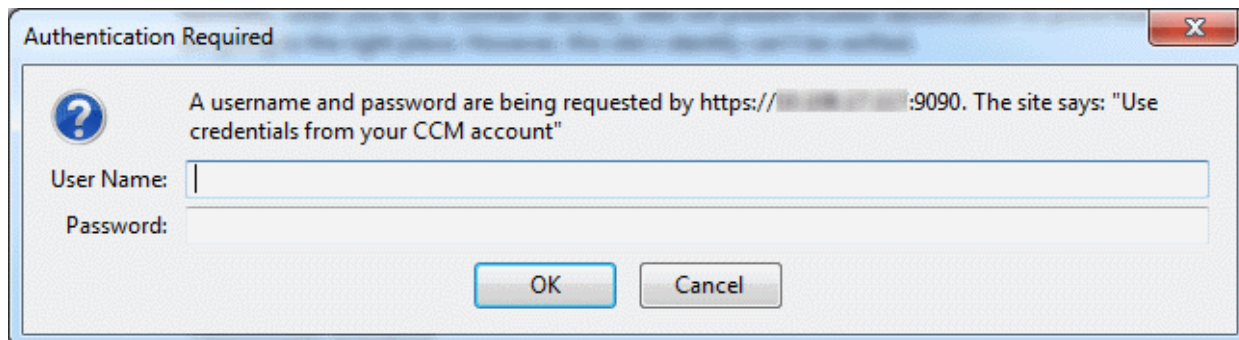 Authentication Required
A username and password are being requested by https:// :9090. The site says: "Use
credentials from your CCM account"
User Name:
Password:
OK
Cancel